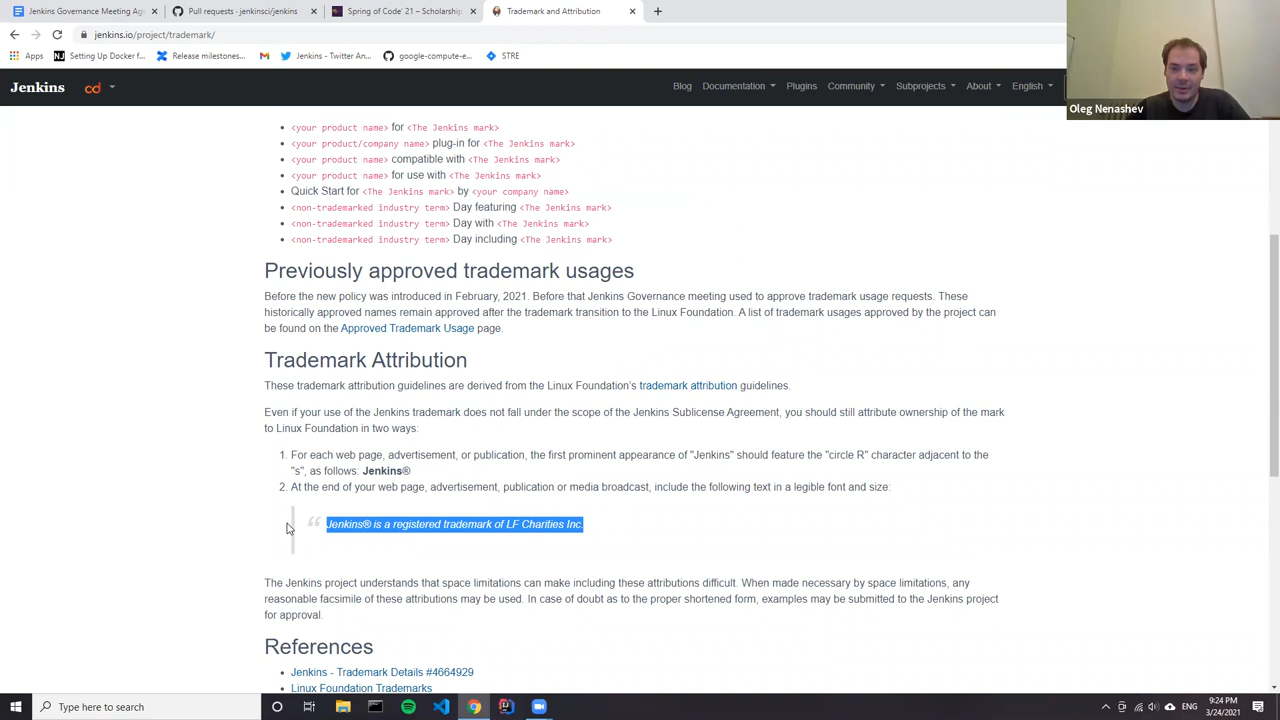 Jenkins Governance Meeting Ag
Pull requests · jenkinsci/jenkins
Spring of Code' 21 – Scholarship
Trademark and Attribution
jenkins.io/project/trademark/
Apps
Setting Up Docker f...
Release milestones...
Jenkins - Twitter An...
google-compute-e...
STRE
Jenkins
cd
Blog
Documentation
Plugins
Community
Subprojects
About
English
Oleg Nenashev
<your product name> for <The Jenkins mark>
<your product/company name> plug-in for <The Jenkins mark>
<your product name> compatible with <The Jenkins mark>
<your product name> for use with <The Jenkins mark>
Quick Start for <The Jenkins mark> by <your company name>
<non-trademarked industry term> Day featuring <The Jenkins mark>
<non-trademarked industry term> Day with <The Jenkins mark>
<non-trademarked industry term> Day including <The Jenkins mark>
Previously approved trademark usages
Before the new policy was introduced in February, 2021. Before that Jenkins Governance meeting used to approve trademark usage requests. These
historically approved names remain approved after the trademark transition to the Linux Foundation. A list of trademark usages approved by the project can
be found on the Approved Trademark Usage page.
Trademark Attribution
These trademark attribution guidelines are derived from the Linux Foundation's trademark attribution guidelines.
Even if your use of the Jenkins trademark does not fall under the scope of the Jenkins Sublicense Agreement, you should still attribute ownership of the mark
to Linux Foundation in two ways:
1. For each web page, advertisement, or publication, the first prominent appearance of "Jenkins" should feature the "circle R" character adjacent to the
"s", as follows: Jenkins®
2. At the end of your web page, advertisement, publication or media broadcast, include the following text in a legible font and size:
“ Jenkins® is a registered trademark of LF Charities Inc.
The Jenkins project understands that space limitations can make including these attributions difficult. When made necessary by space limitations, any
reasonable facsimile of these attributions may be used. In case of doubt as to the proper shortened form, examples may be submitted to the Jenkins project
for approval.
References
Jenkins - Trademark Details #4664929
Linux Foundation Trademarks
Type here to search
ENG
9:24 PM
3/24/2021